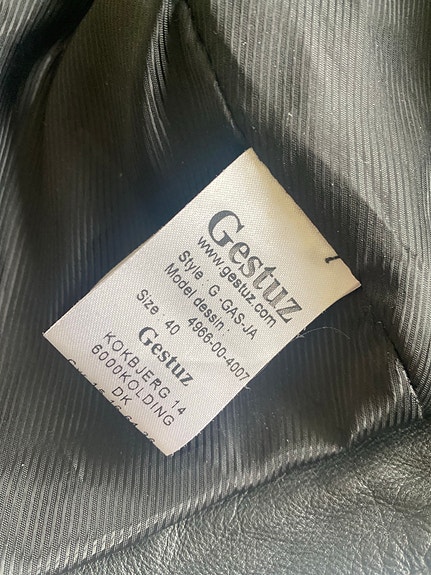 Gestuz
www.gestuz.com
Style : G -GAS-JA
Model dessin :
4966-00-4007
Size : 40
Gestuz
KOKBJERG 14
6000KOLDING
DK